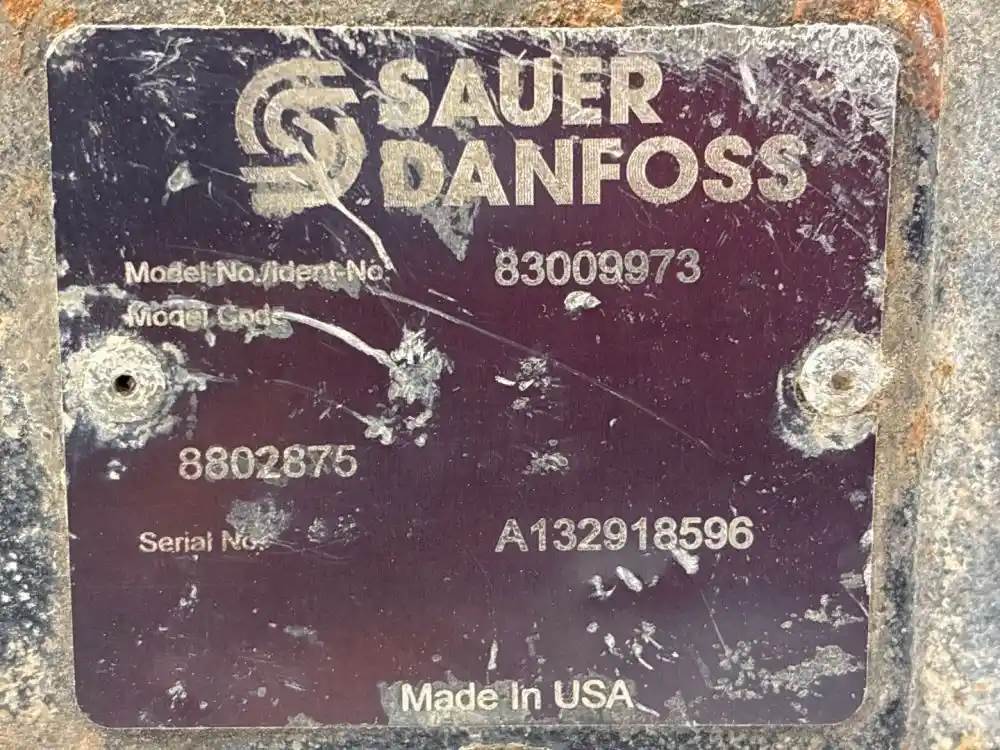 SAUER
DANFOSS
Model No./Ident No. 83009973
Model Code
8802875
Serial No. A132918596
Made In USA